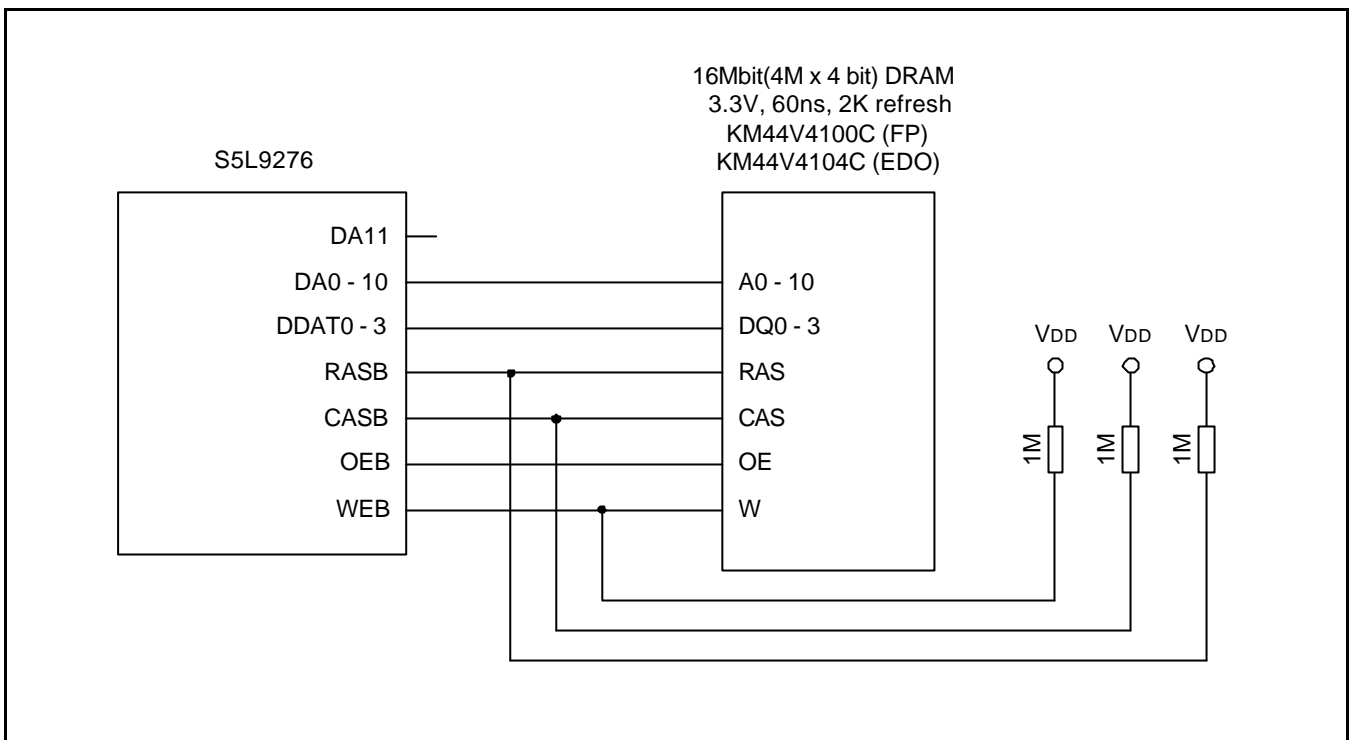 16Mbit(4M x 4 bit) DRAM
3.3V, 60ns, 2K refresh
KM44V4100C (FP)
KM44V4104C (EDO)
S5L9276
DA11
DA0 - 10
DDAT0 - 3
RASB
CASB
OEB
WEB
A0 - 10
DQ0 - 3
RAS
CAS
OE
W
VDD VDD VDD
1M 1M 1M